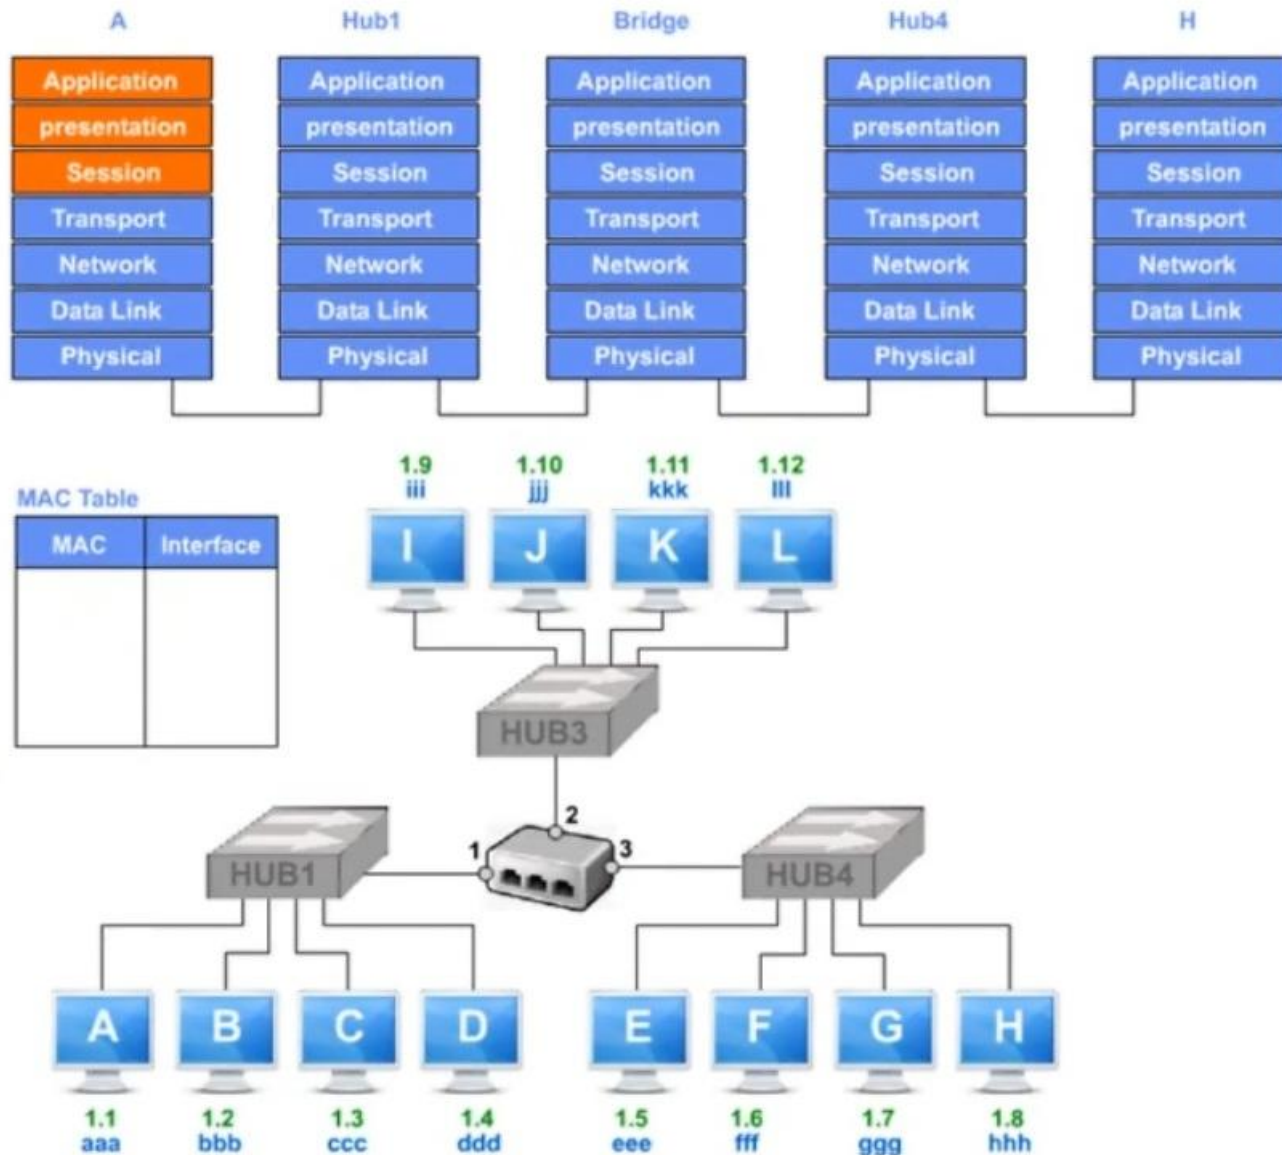 A Hub1 Bridge Hub4 H
Application Application Application Application Application
presentation presentation presentation presentation presentation
Session Session Session Session Session
Transport Transport Transport Transport Transport
Network Network Network Network Network
Data Link Data Link Data Link Data Link Data Link
Physical Physical Physical Physical Physical
1.9 1.10 1.11 1.12
iii jjj kkk lll
MAC Table
MAC Interface
I J K L
HUB3
2
1 3
HUB1 HUB4
A B C D E F G H
1.1 1.2 1.3 1.4 1.5 1.6 1.7 1.8
aaa bbb ccc ddd eee fff ggg hhh